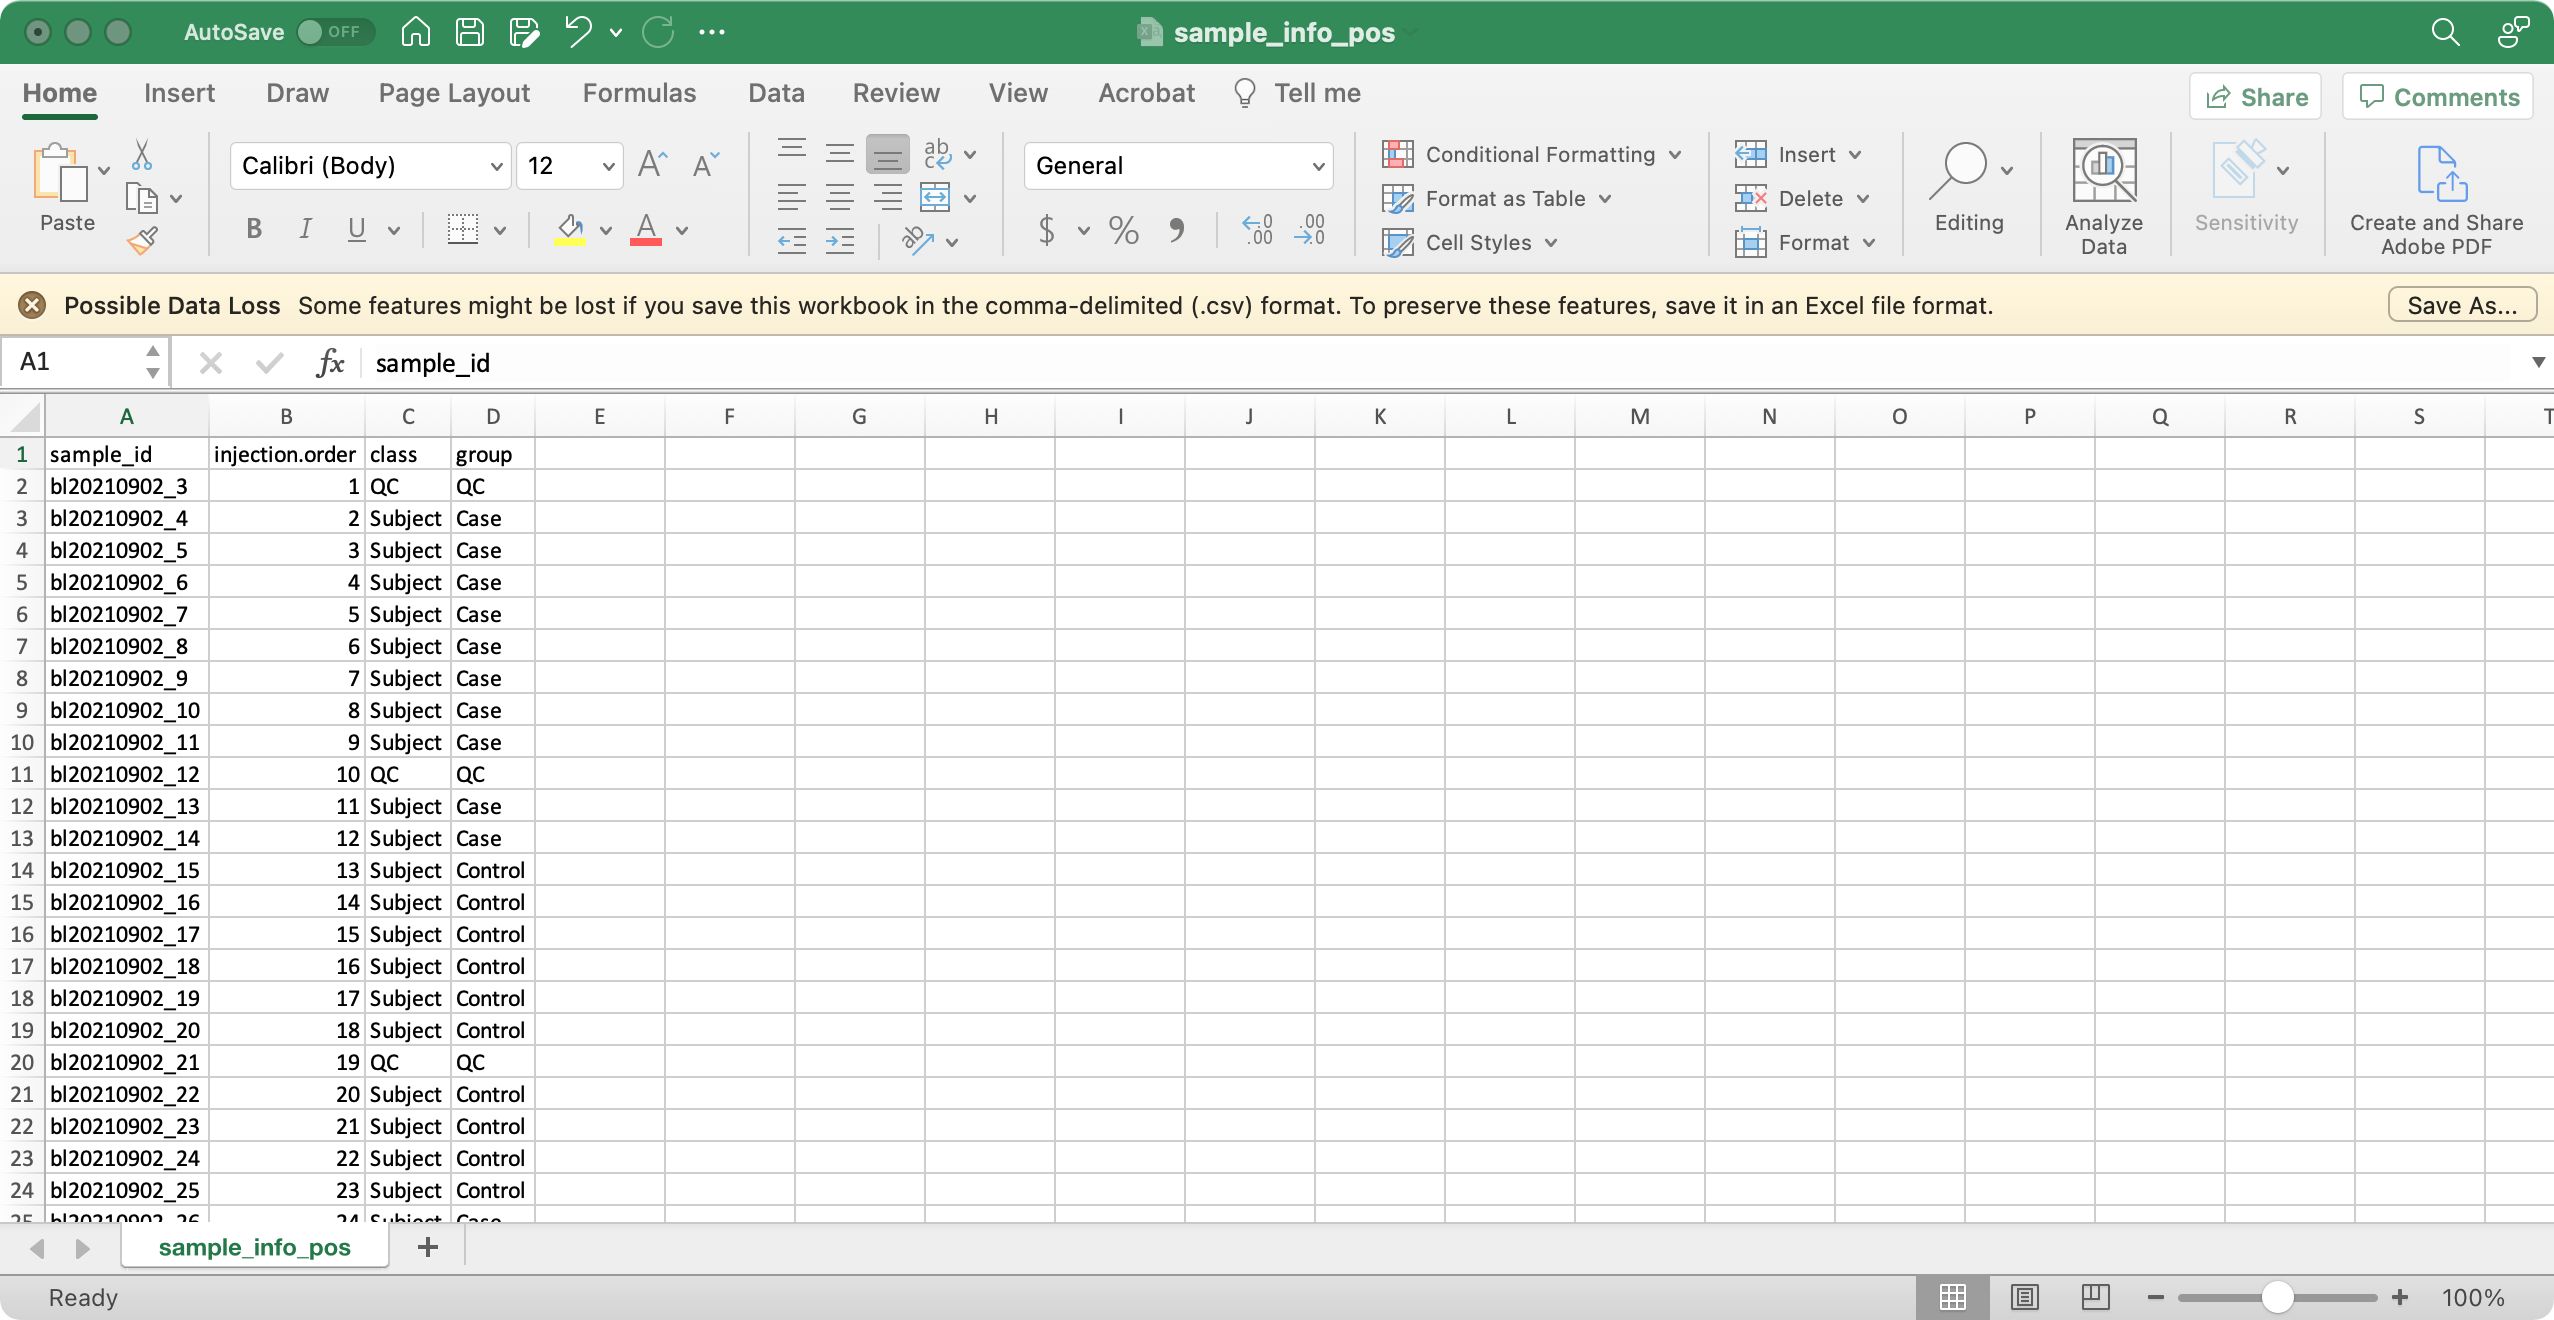 AutoSave OFF sample_info_pos
Home Insert Draw Page Layout Formulas Data Review View Acrobat Tell me Share Comments
Paste
Calibri (Body) 12
B I U
ab
General
$ %
Conditional Formatting
Format as Table
Cell Styles
Insert
Delete
Format
Editing
Analyze
Data
Sensitivity
Create and Share
Adobe PDF
Possible Data Loss Some features might be lost if you save this workbook in the comma-delimited (.csv) format. To preserve these features, save it in an Excel file format. Save As...
A1 fx sample_id
A B C D E F G H I J K L M N O P Q R S T
1 sample_id injection.order class group
2 bl20210902_3 1 QC QC
3 bl20210902_4 2 Subject Case
4 bl20210902_5 3 Subject Case
5 bl20210902_6 4 Subject Case
6 bl20210902_7 5 Subject Case
7 bl20210902_8 6 Subject Case
8 bl20210902_9 7 Subject Case
9 bl20210902_10 8 Subject Case
10 bl20210902_11 9 Subject Case
11 bl20210902_12 10 QC QC
12 bl20210902_13 11 Subject Case
13 bl20210902_14 12 Subject Case
14 bl20210902_15 13 Subject Control
15 bl20210902_16 14 Subject Control
16 bl20210902_17 15 Subject Control
17 bl20210902_18 16 Subject Control
18 bl20210902_19 17 Subject Control
19 bl20210902_20 18 Subject Control
20 bl20210902_21 19 QC QC
21 bl20210902_22 20 Subject Control
22 bl20210902_23 21 Subject Control
23 bl20210902_24 22 Subject Control
24 bl20210902_25 23 Subject Control
25 bl20210902_26 24 Subject Case
sample_info_pos
Ready 100%